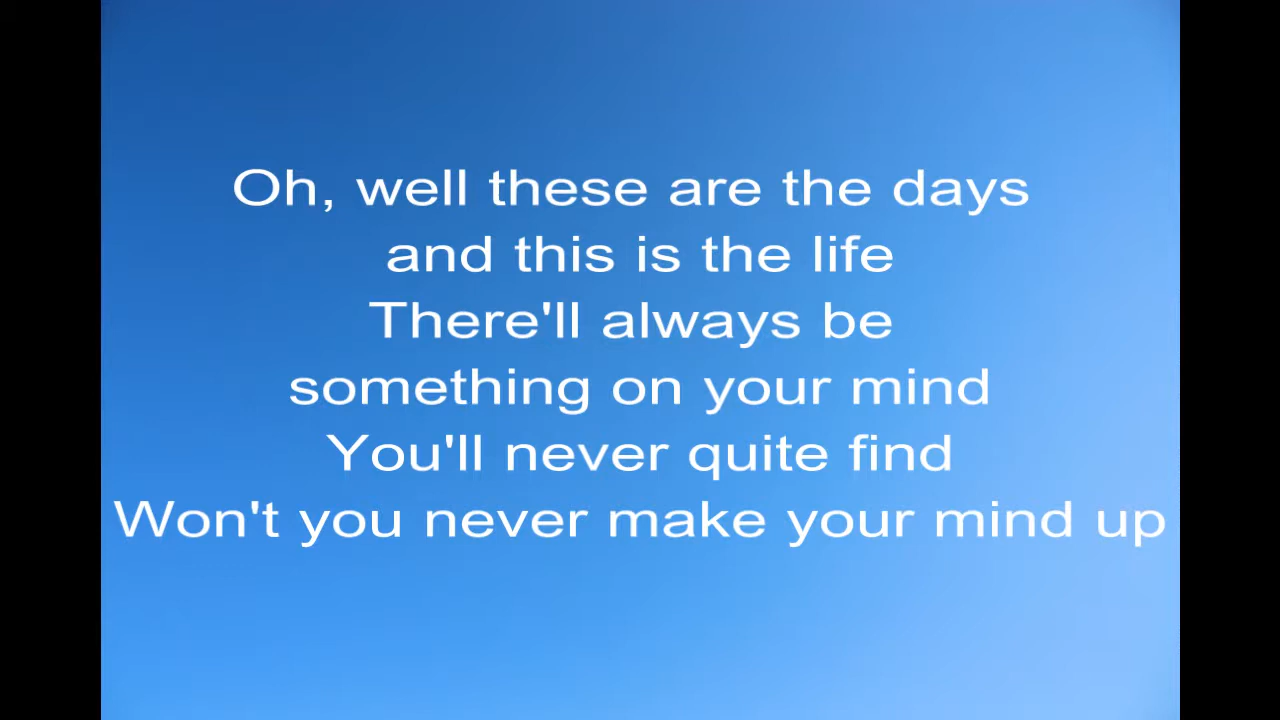 Oh, well these are the days
and this is the life
There'll always be
something on your mind
You'll never quite find
Won't you never make your mind up